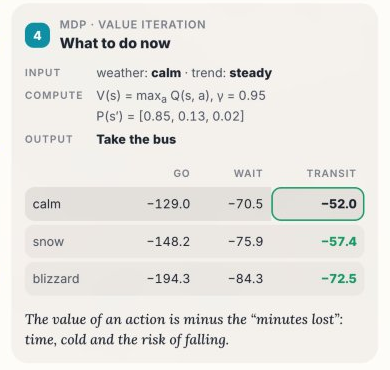 4
MDP · VALUE ITERATION
What to do now
INPUT weather: calm · trend: steady
COMPUTE V(s) = maxₐ Q(s, a), γ = 0.95
P(s′) = [0.85, 0.13, 0.02]
OUTPUT Take the bus
GO WAIT TRANSIT
calm −129.0 −70.5 −52.0
snow −148.2 −75.9 −57.4
blizzard −194.3 −84.3 −72.5
The value of an action is minus the “minutes lost”:
time, cold and the risk of falling.